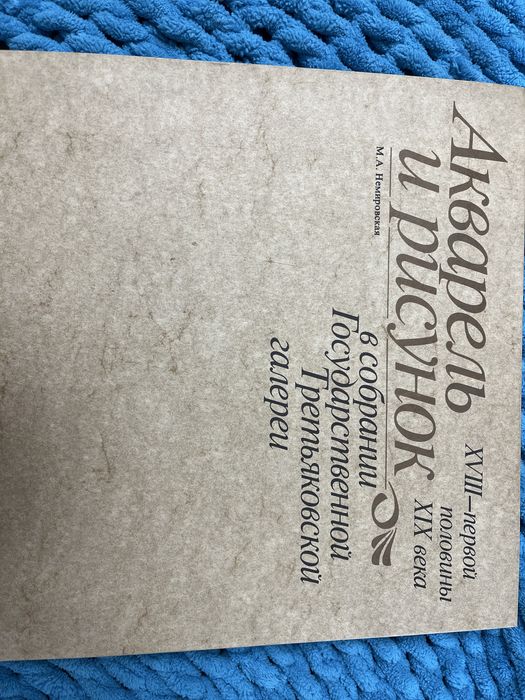 Акварель
и рисунок
XVIII—первой
половины
XIX века
М.А. Немировская
в собрании
Государственной
Третьяковской
галереи